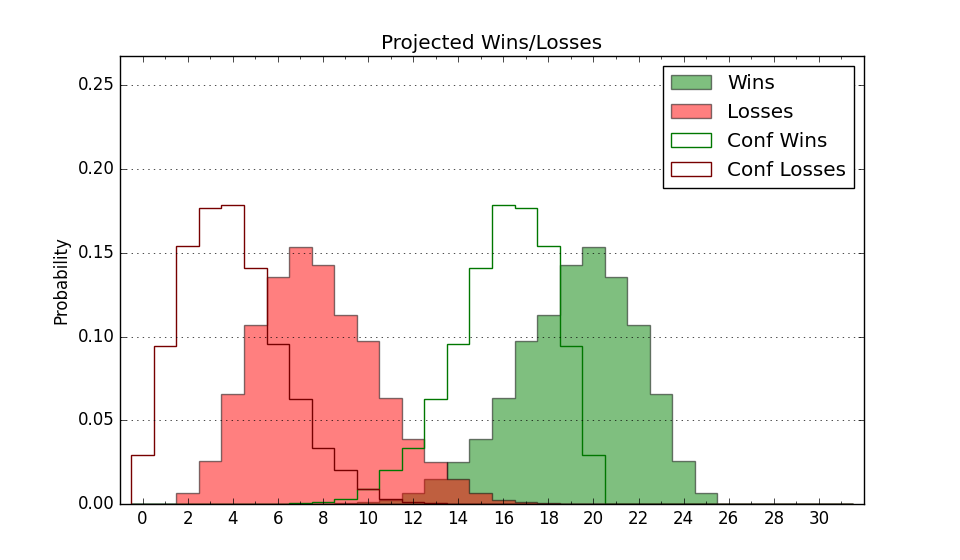 Projected Wins/Losses
Wins
Losses
Conf Wins
Conf Losses
Probability
0.25
0.20
0.15
0.10
0.05
0.00
0 2 4 6 8 10 12 14 16 18 20 22 24 26 28 30